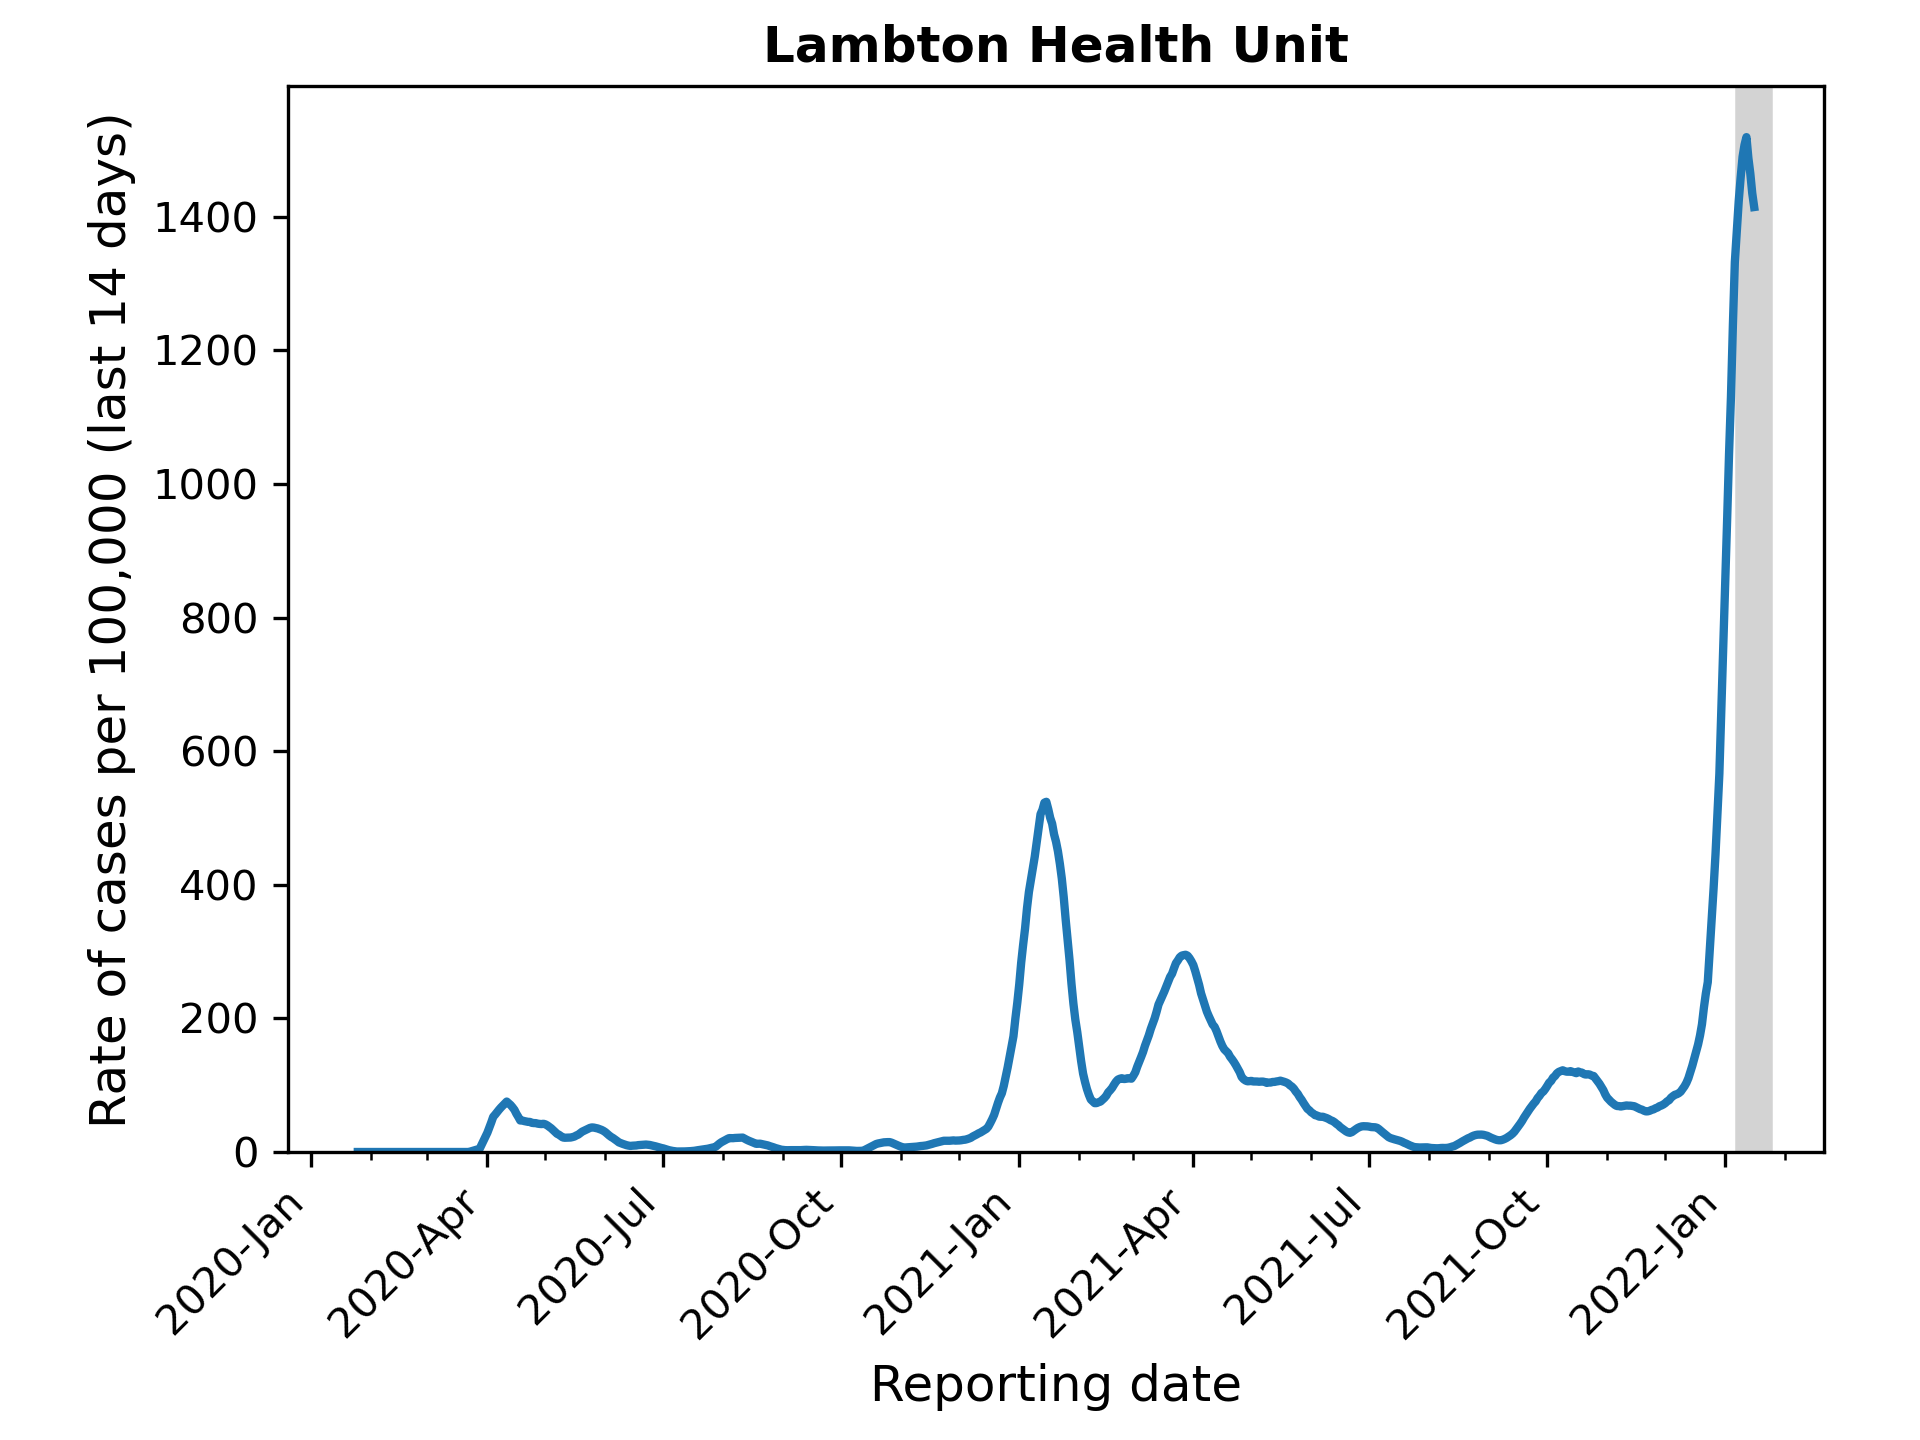 Lambton Health Unit
Rate of cases per 100,000 (last 14 days)
1400
1200
1000
800
600
400
200
0
2020-Jan
2020-Apr
2020-Jul
2020-Oct
2021-Jan
2021-Apr
2021-Jul
2021-Oct
2022-Jan
Reporting date